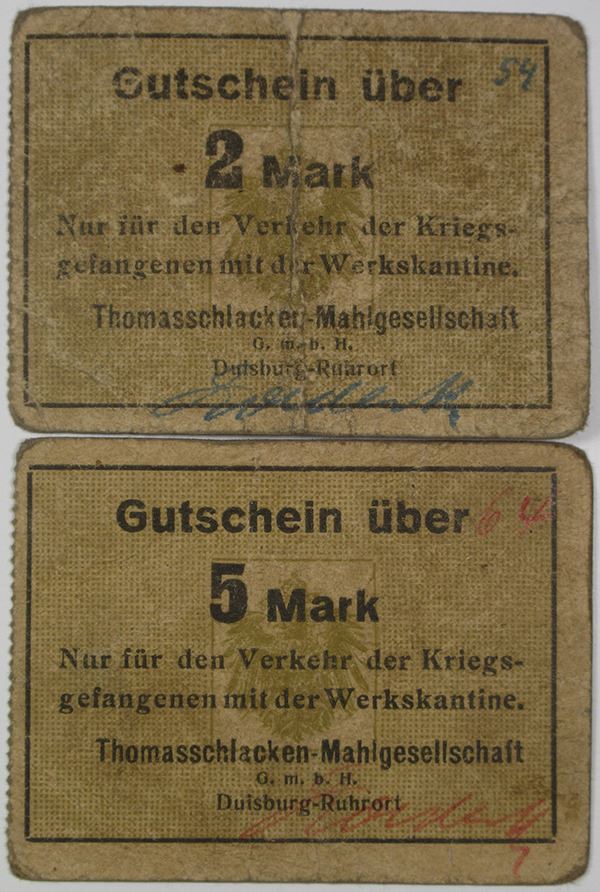 Gutschein über
54
2 Mark
Nur für den Verkehr der Kriegs-
gefangenen mit der Werkskantine.
Thomasschlacken-Mahlgesellschaft
G. m. b. H.
Duisburg-Ruhrort
Gutschein über
64
5 Mark
Nur für den Verkehr der Kriegs-
gefangenen mit der Werkskantine.
Thomasschlacken-Mahlgesellschaft
G. m. b. H.
Duisburg-Ruhrort